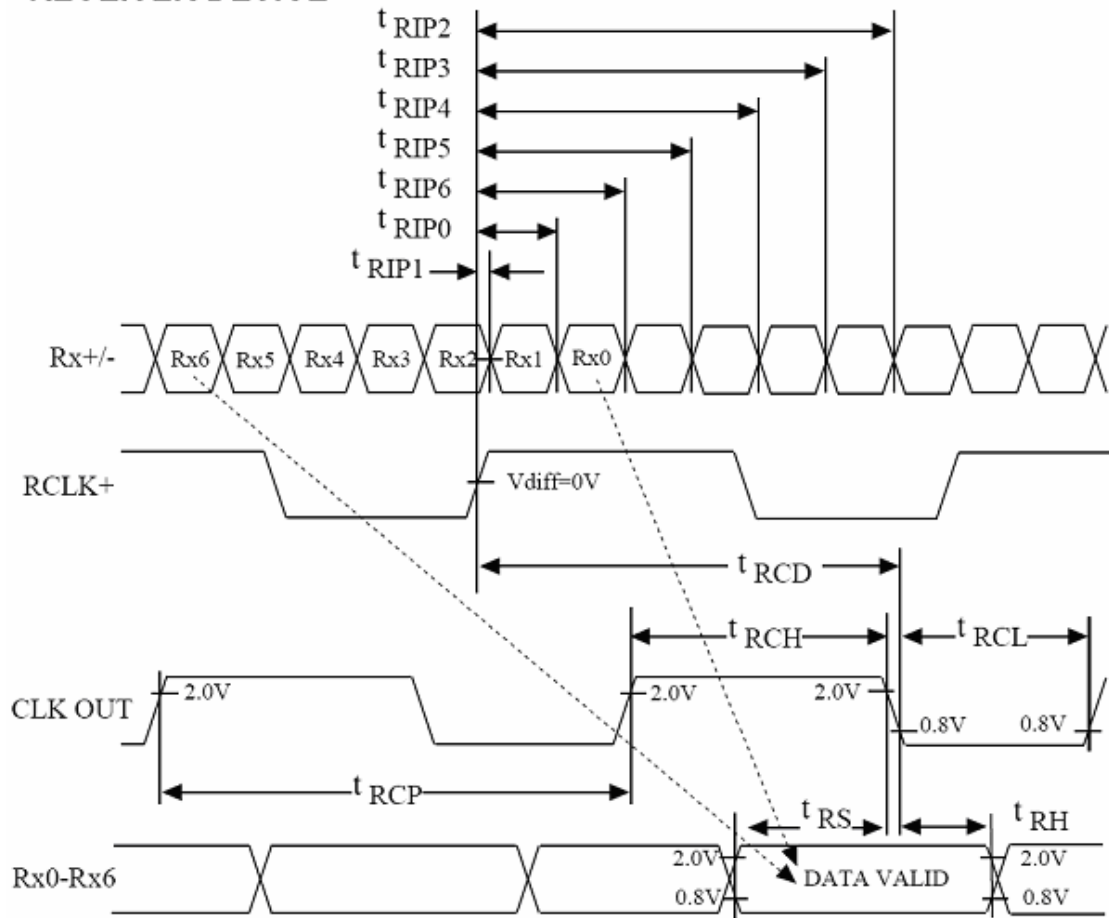 t RIP2
t RIP3
t RIP4
t RIP5
t RIP6
t RIP0
t RIP1
Rx+/- Rx6 Rx5 Rx4 Rx3 Rx2 Rx1 Rx0
RCLK+ Vdiff=0V
t RCD
t RCH t RCL
CLK OUT 2.0V 2.0V 2.0V 0.8V 0.8V
t RCP
t RS t RH
Rx0-Rx6 2.0V DATA VALID 2.0V
0.8V 0.8V